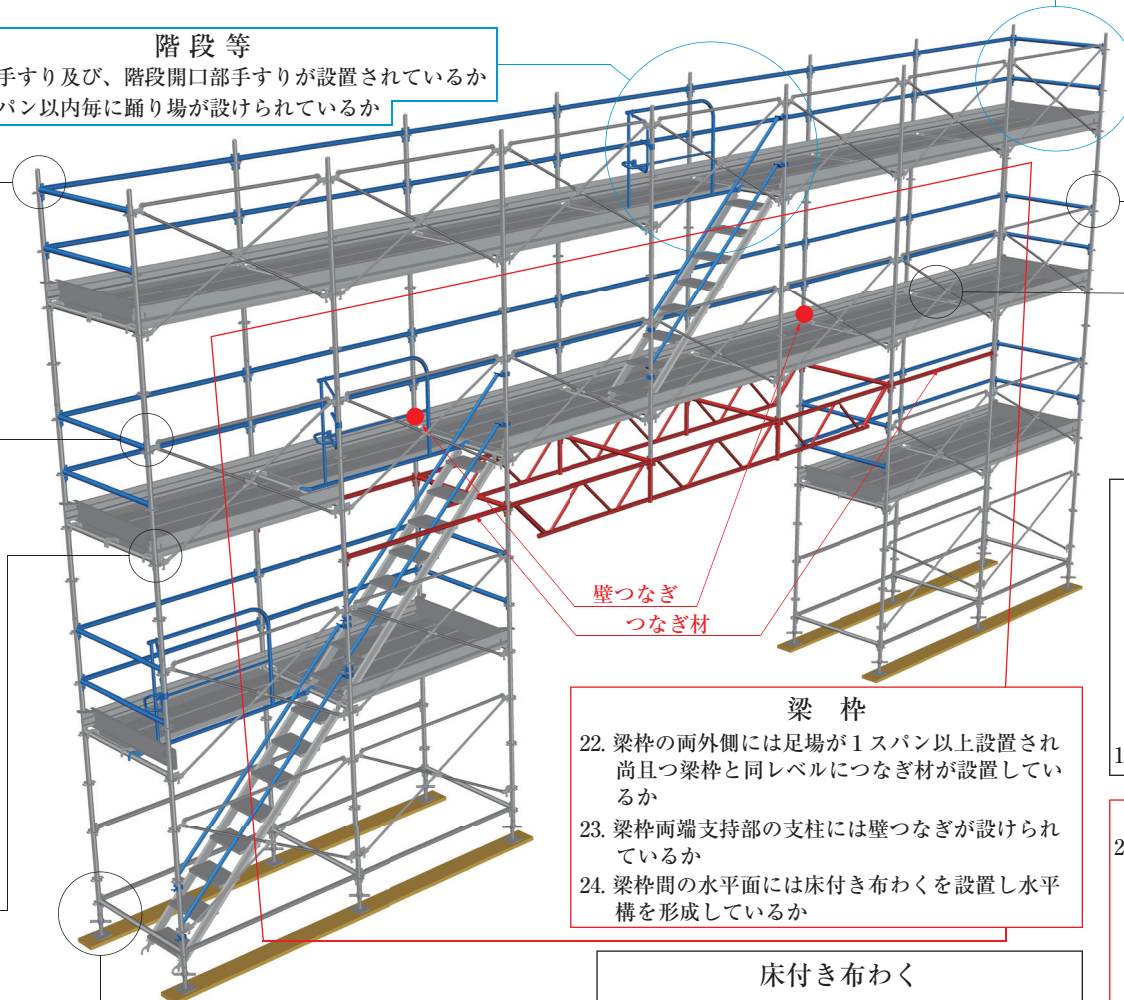 階段等
手すり及び、階段開口部手すりが設置されているか
パン以内毎に踊り場が設けられているか
壁つなぎ
つなぎ材
梁枠
22. 梁枠の両外側には足場が1スパン以上設置され
尚且つ梁枠と同レベルにつなぎ材が設置してい
るか
23. 梁枠両端支持部の支柱には壁つなぎが設けられ
ているか
24. 梁枠間の水平面には床付き布わくを設置し水平
構を形成しているか
1
2
床付き布わく